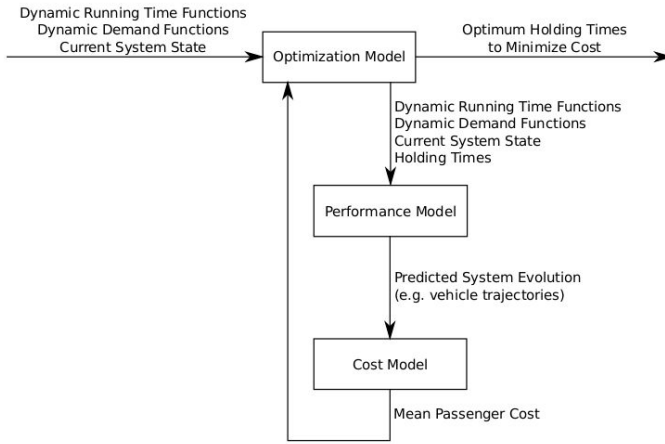 Dynamic Running Time Functions
Dynamic Demand Functions
Current System State
Optimization Model
Optimum Holding Times
to Minimize Cost
Dynamic Running Time Functions
Dynamic Demand Functions
Current System State
Holding Times
Performance Model
Predicted System Evolution
(e.g. vehicle trajectories)
Cost Model
Mean Passenger Cost